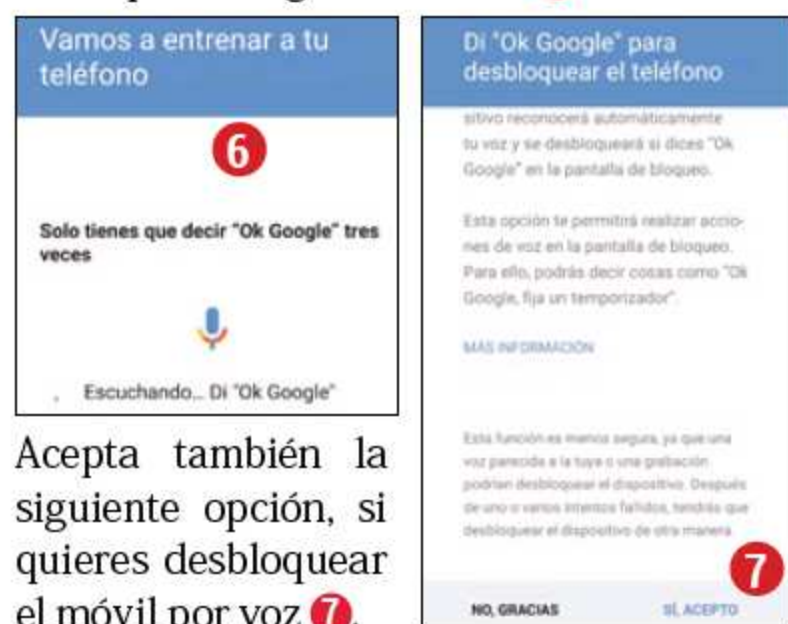 Vamos a entrenar a tu
teléfono
6
Solo tienes que decir "Ok Google" tres
veces
Escuchando... Di "Ok Google"
Acepta también la
siguiente opción, si
quieres desbloquear
el móvil por voz 7.
Di "Ok Google" para
desbloquear el teléfono
sitivo reconocerá automáticamente
tu voz y se desbloqueará si dices "Ok
Google" en la pantalla de bloqueo.
Esta opción te permitirá realizar accio-
nes de voz en la pantalla de bloqueo.
Para ello, podrás decir cosas como "Ok
Google, fija un temporizador".
MÁS INFORMACIÓN
Esta función es menos segura, ya que una
voz parecida a la tuya o una grabación
podrían desbloquear el dispositivo. Después
de uno o varios intentos fallidos, tendrás que
desbloquear el dispositivo de otra manera
7
NO, GRACIAS
SÍ, ACEPTO